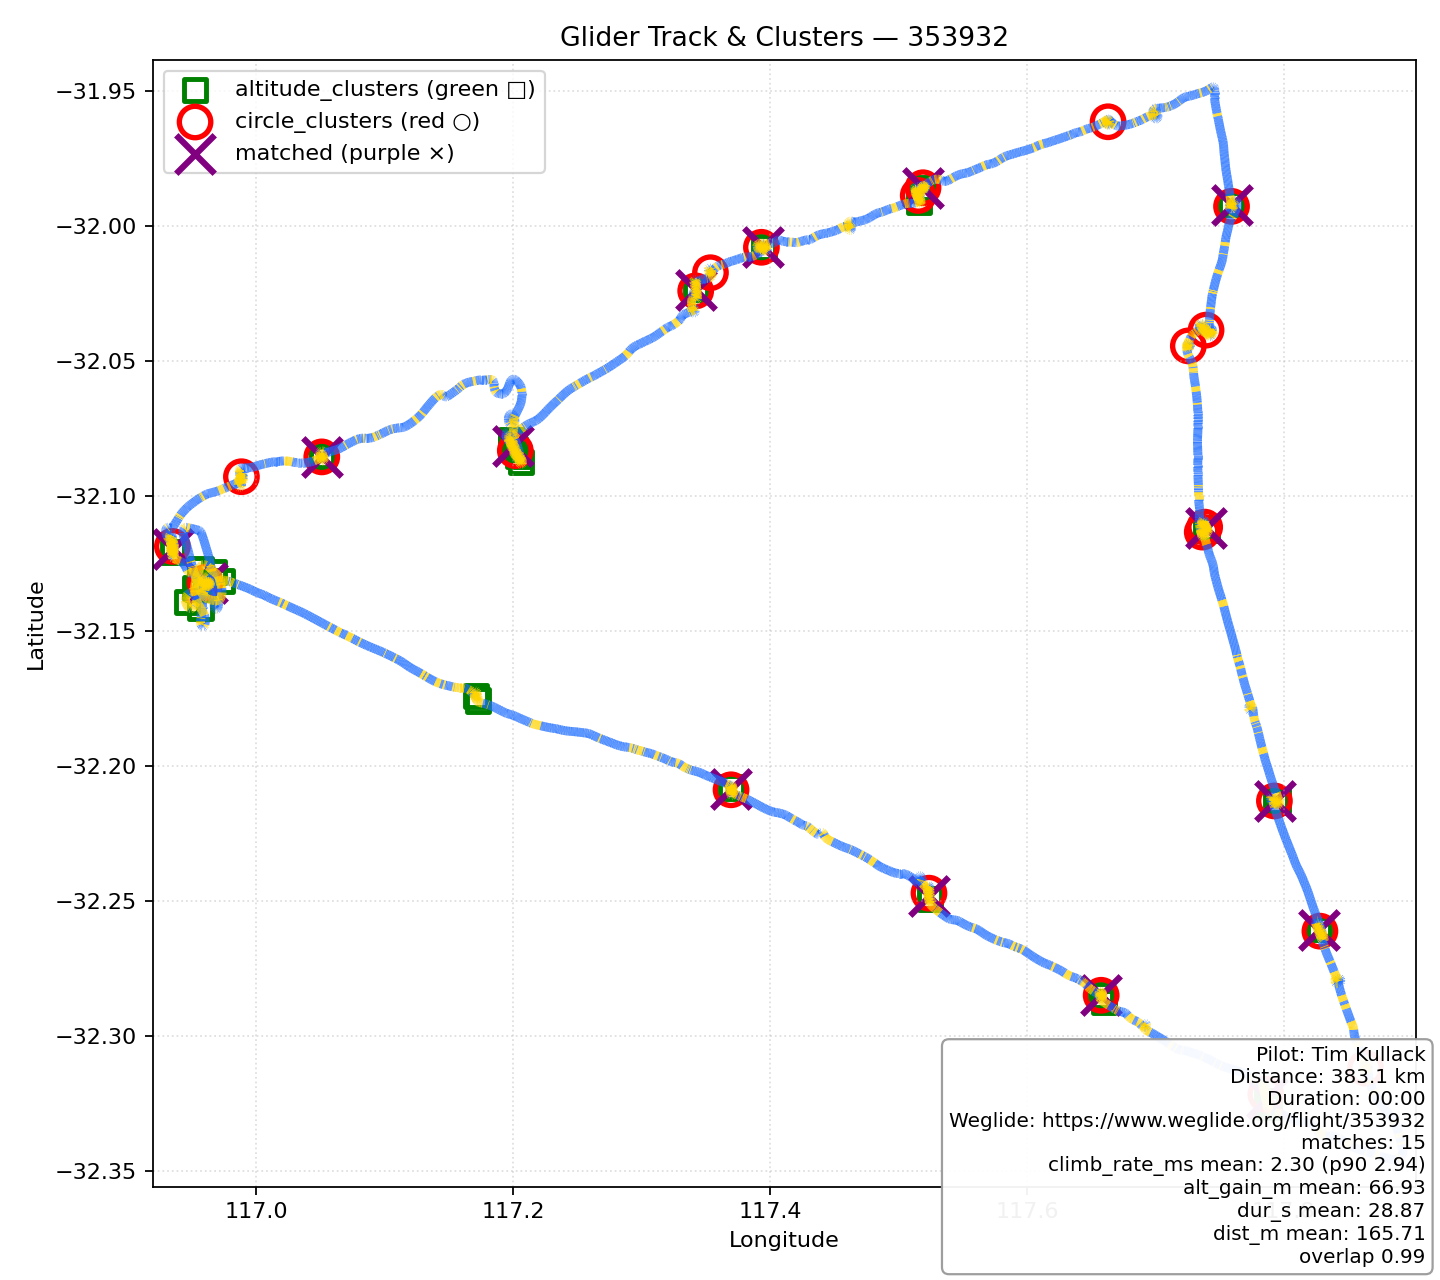 Glider Track & Clusters — 353932
altitude_clusters (green □)
circle_clusters (red ○)
matched (purple ×)
Latitude
−31.95
−32.00
−32.05
−32.10
−32.15
−32.20
−32.25
−32.30
−32.35
117.0
117.2
117.4
117.6
Longitude
Pilot: Tim Kullack
Distance: 383.1 km
Duration: 00:00
Weglide: https://www.weglide.org/flight/353932
matches: 15
climb_rate_ms mean: 2.30 (p90 2.94)
alt_gain_m mean: 66.93
dur_s mean: 28.87
dist_m mean: 165.71
overlap 0.99